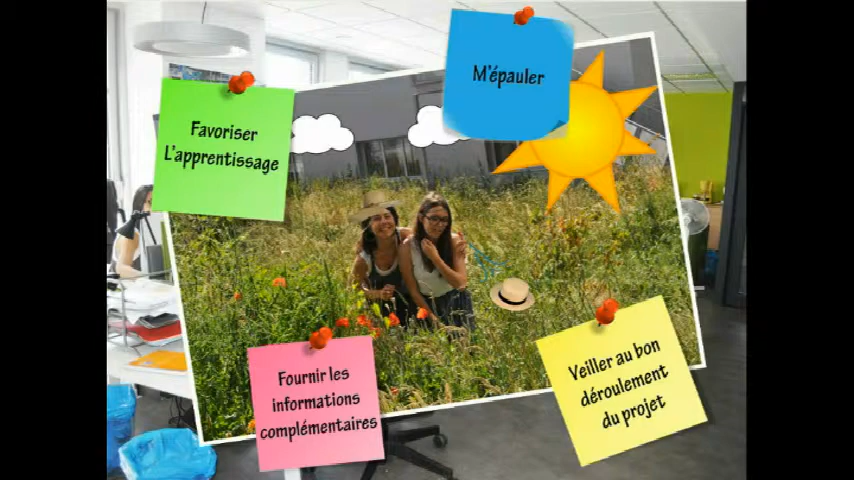 M'épauler
Favoriser
L'apprentissage
Fournir les
informations
complémentaires
Veiller au bon
déroulement
du projet